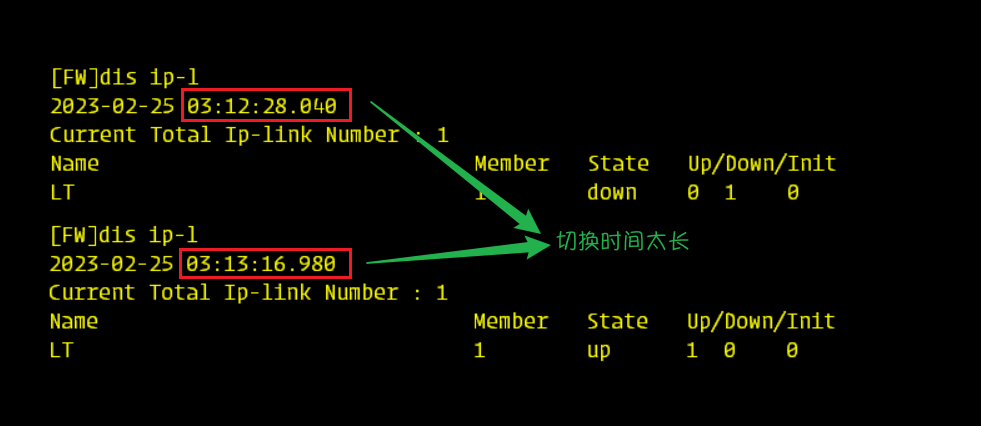 [FW]dis ip-l
2023-02-25 03:12:28.040
Current Total Ip-link Number : 1
Name Member State Up/Down/Init
LT 1 down 0 1 0
[FW]dis ip-l
切换时间太长
2023-02-25 03:13:16.980
Current Total Ip-link Number : 1
Name Member State Up/Down/Init
LT 1 up 1 0 0